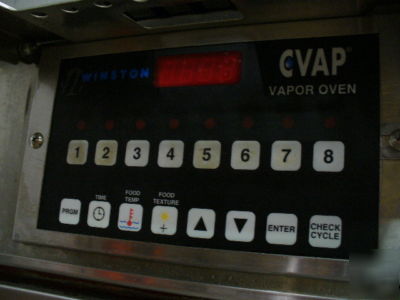 WINSTON
CVAP®
VAPOR OVEN
1 2 3 4 5 6 7 8
PRGM
TIME
FOOD
TEMP
FOOD
TEXTURE
+
ENTER
CHECK
CYCLE